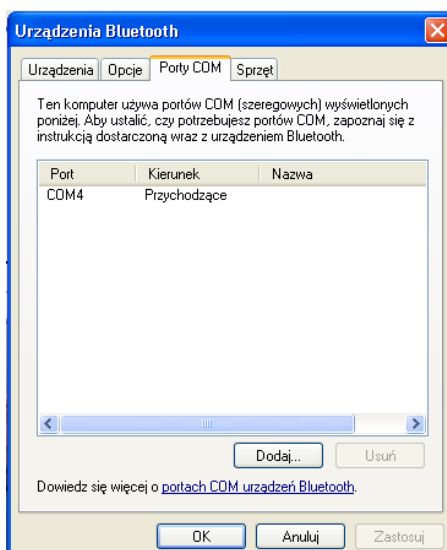 Urządzenia Bluetooth
Urządzenia Opcje Porty COM Sprzęt
Ten komputer używa portów COM (szeregowych) wyświetlonych
poniżej. Aby ustalić, czy potrzebujesz portów COM, zapoznaj się z
instrukcją dostarczoną wraz z urządzeniem Bluetooth.
Port Kierunek Nazwa
COM4 Przychodzące
Dodaj... Usuń
Dowiedz się więcej o portach COM urządzeń Bluetooth.
OK Anuluj Zastosuj